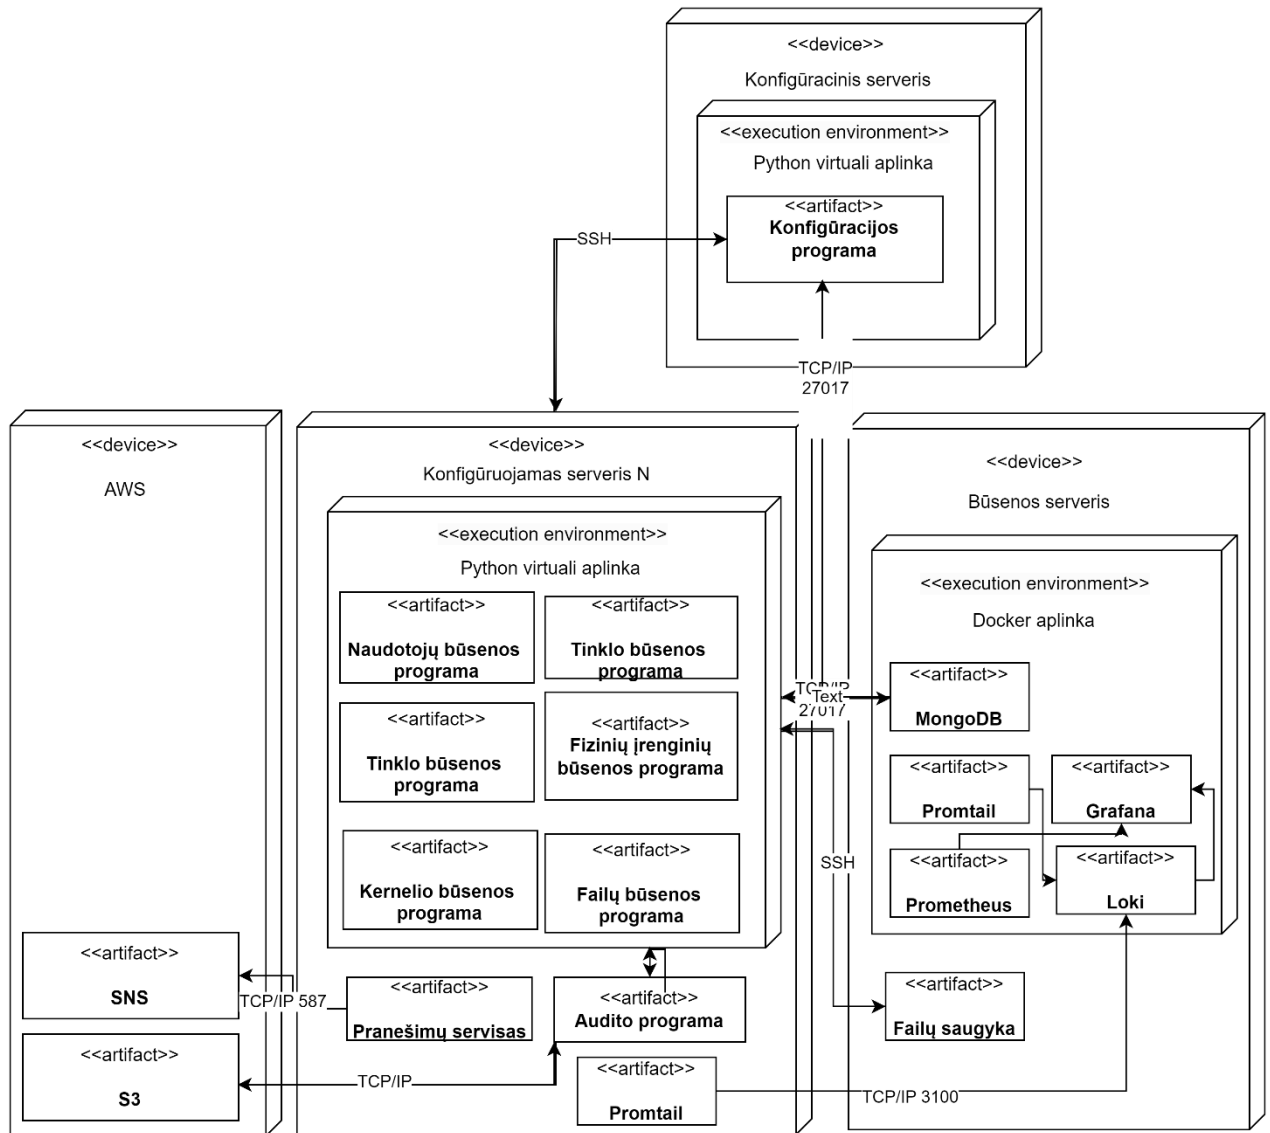 <<device>>
Konfigūracinis serveris
<<execution environment>>
Python virtuali aplinka
<<artifact>>
Konfigūracijos
programa
SSH
TCP/IP
27017
<<device>>
AWS
<<artifact>>
SNS
<<artifact>>
S3
<<device>>
Konfigūruojamas serveris N
<<execution environment>>
Python virtuali aplinka
<<artifact>>
Naudotojų būsenos
programa
<<artifact>>
Tinklo būsenos
programa
<<artifact>>
Tinklo būsenos
programa
<<artifact>>
Fizinių įrenginių
būsenos programa
<<artifact>>
Kernelio būsenos
programa
<<artifact>>
Failų būsenos
programa
TCP/IP 587
<<artifact>>
Pranešimų servisas
<<artifact>>
Audito programa
TCP/IP
<<artifact>>
Promtail
TCP/IP
Text
27017
SSH
TCP/IP 3100
<<device>>
Būsenos serveris
<<execution environment>>
Docker aplinka
<<artifact>>
MongoDB
<<artifact>>
Promtail
<<artifact>>
Grafana
<<artifact>>
Prometheus
<<artifact>>
Loki
<<artifact>>
Failų saugyka